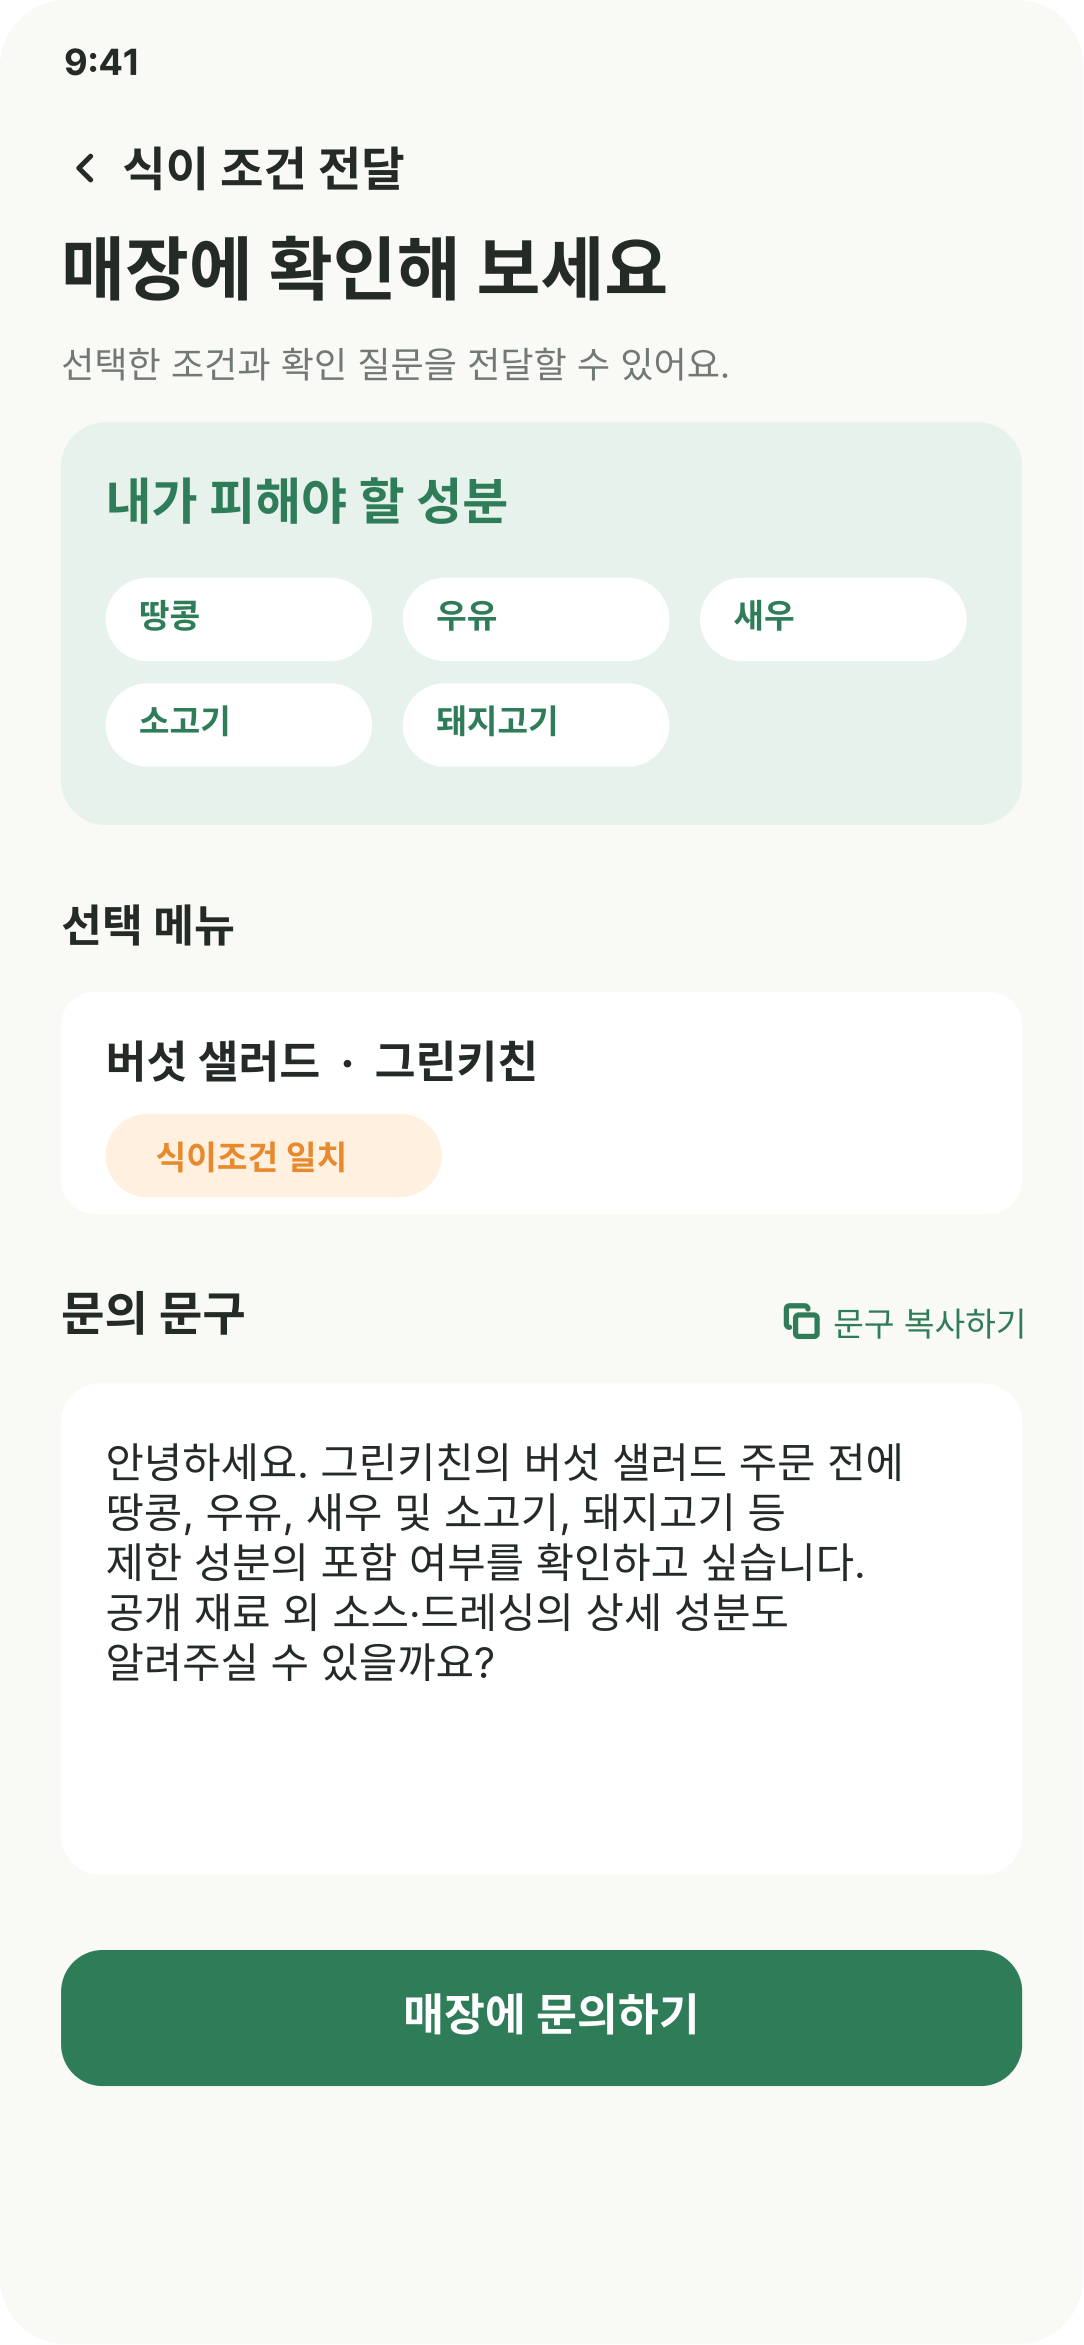 9:41
식이 조건 전달
매장에 확인해 보세요
선택한 조건과 확인 질문을 전달할 수 있어요.
내가 피해야 할 성분
땅콩 우유 새우
소고기 돼지고기
선택 메뉴
버섯 샐러드 · 그린키친
식이조건 일치
문의 문구
문구 복사하기
안녕하세요. 그린키친의 버섯 샐러드 주문 전에
땅콩, 우유, 새우 및 소고기, 돼지고기 등
제한 성분의 포함 여부를 확인하고 싶습니다.
공개 재료 외 소스·드레싱의 상세 성분도
알려주실 수 있을까요?
매장에 문의하기